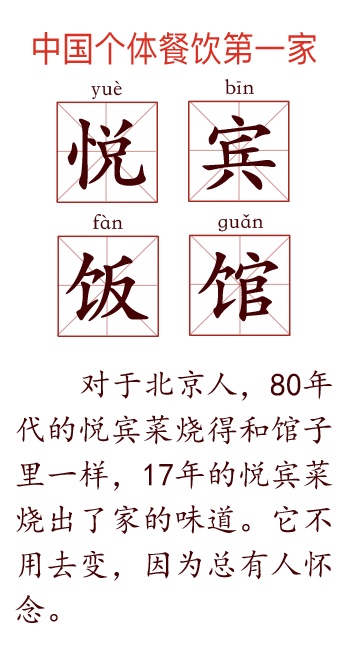 中国个体餐饮第一家
yuè bīn
悦宾
fàn guǎn
饭馆
对于北京人，80年
代的悦宾菜烧得和馆子
里一样，17年的悦宾菜
烧出了家的味道。它不
用去变，因为总有人怀
念。